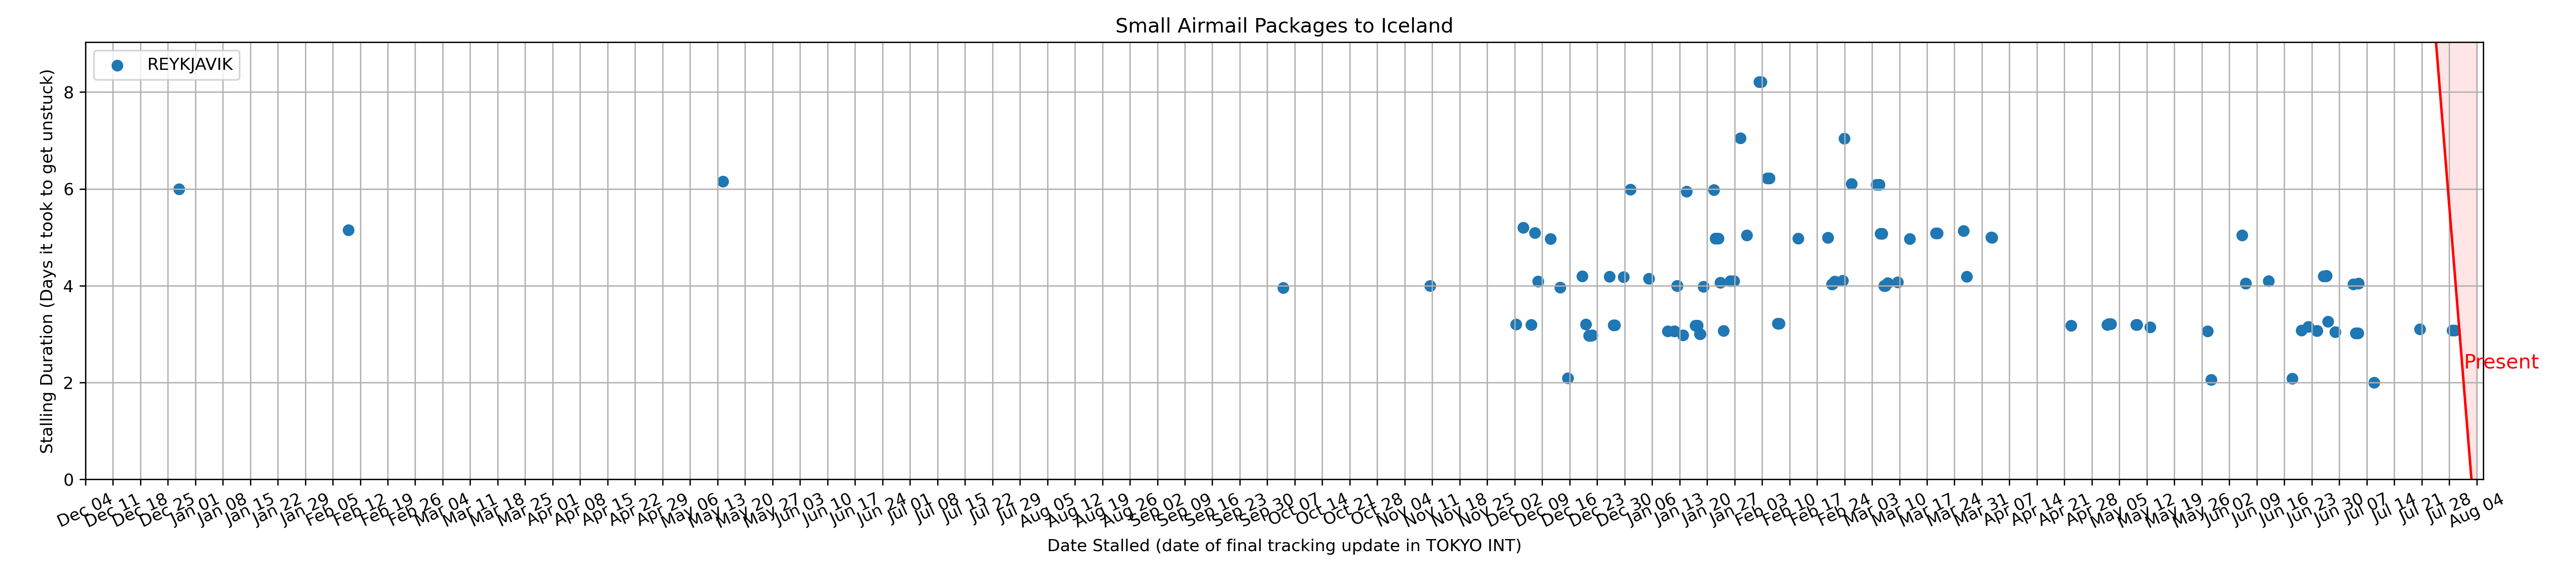 Small Airmail Packages to Iceland
REYKJAVIK
Stalling Duration (Days it took to get unstuck)
8
6
4
2
0
Present
Dec 04
Dec 11
Dec 18
Dec 25
Jan 01
Jan 08
Jan 15
Jan 22
Jan 29
Feb 05
Feb 12
Feb 19
Feb 26
Mar 04
Mar 11
Mar 18
Mar 25
Apr 01
Apr 08
Apr 15
Apr 22
Apr 29
May 06
May 13
May 20
May 27
Jun 03
Jun 10
Jun 17
Jun 24
Jul 01
Jul 08
Jul 15
Jul 22
Jul 29
Aug 05
Aug 12
Aug 19
Aug 26
Sep 02
Sep 09
Sep 16
Sep 23
Sep 30
Oct 07
Oct 14
Oct 21
Oct 28
Nov 04
Nov 11
Nov 18
Nov 25
Dec 02
Dec 09
Dec 16
Dec 23
Dec 30
Jan 06
Jan 13
Jan 20
Jan 27
Feb 03
Feb 10
Feb 17
Feb 24
Mar 03
Mar 10
Mar 17
Mar 24
Mar 31
Apr 07
Apr 14
Apr 21
Apr 28
May 05
May 12
May 19
May 26
Jun 02
Jun 09
Jun 16
Jun 23
Jun 30
Jul 07
Jul 14
Jul 21
Jul 28
Aug 04
Date Stalled (date of final tracking update in TOKYO INT)